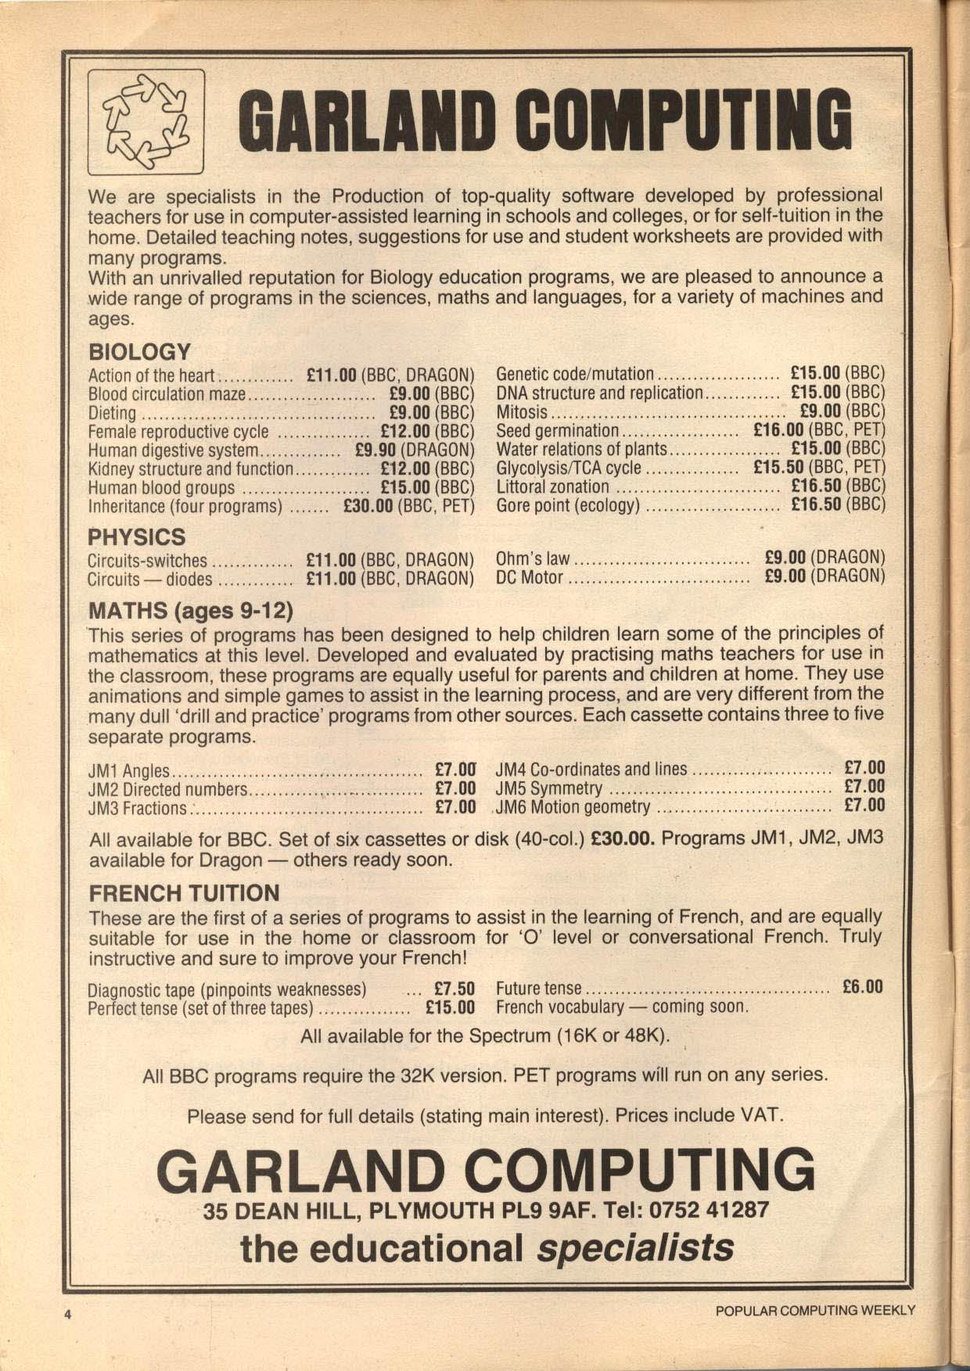 GARLAND COMPUTING
We are specialists in the Production of top-quality software developed by professional
teachers for use in computer-assisted learning in schools and colleges, or for self-tuition in the
home. Detailed teaching notes, suggestions for use and student worksheets are provided with
many programs.
With an unrivalled reputation for Biology education programs, we are pleased to announce a
wide range of programs in the sciences, maths and languages, for a variety of machines and
ages.
BIOLOGY
Action of the heart ............. £11.00 (BBC, DRAGON)
Blood circulation maze...................... £9.00 (BBC)
Dieting ........................................ £9.00 (BBC)
Female reproductive cycle ................ £12.00 (BBC)
Human digestive system.............. £9.90 (DRAGON)
Kidney structure and function............. £12.00 (BBC)
Human blood groups ...................... £15.00 (BBC)
Inheritance (four programs) ....... £30.00 (BBC, PET)
Genetic code/mutation ..................... £15.00 (BBC)
DNA structure and replication............. £15.00 (BBC)
Mitosis ........................................ £9.00 (BBC)
Seed germination .................... £16.00 (BBC, PET)
Water relations of plants................... £15.00 (BBC)
Glycolysis/TCA cycle ................ £15.50 (BBC, PET)
Littoral zonation ............................ £16.50 (BBC)
Gore point (ecology) ....................... £16.50 (BBC)
PHYSICS
Circuits-switches .............. £11.00 (BBC, DRAGON)
Circuits — diodes ............. £11.00 (BBC, DRAGON)
Ohm's law .............................. £9.00 (DRAGON)
DC Motor ............................... £9.00 (DRAGON)
MATHS (ages 9-12)
This series of programs has been designed to help children learn some of the principles of
mathematics at this level. Developed and evaluated by practising maths teachers for use in
the classroom, these programs are equally useful for parents and children at home. They use
animations and simple games to assist in the learning process, and are very different from the
many dull ‘drill and practice’ programs from other sources. Each cassette contains three to five
separate programs.
JM1 Angles........................................... £7.00
JM2 Directed numbers.............................. £7.00
JM3 Fractions........................................ £7.00
JM4 Co-ordinates and lines ........................ £7.00
JM5 Symmetry ...................................... £7.00
JM6 Motion geometry .............................. £7.00
All available for BBC. Set of six cassettes or disk (40-col.) £30.00. Programs JM1, JM2, JM3
available for Dragon — others ready soon.
FRENCH TUITION
These are the first of a series of programs to assist in the learning of French, and are equally
suitable for use in the home or classroom for ‘O’ level or conversational French. Truly
instructive and sure to improve your French!
Diagnostic tape (pinpoints weaknesses) ... £7.50
Perfect tense (set of three tapes) ................ £15.00
Future tense .......................................... £6.00
French vocabulary — coming soon.
All available for the Spectrum (16K or 48K).
All BBC programs require the 32K version. PET programs will run on any series.
Please send for full details (stating main interest). Prices include VAT.
GARLAND COMPUTING
35 DEAN HILL, PLYMOUTH PL9 9AF. Tel: 0752 41287
the educational specialists
4
POPULAR COMPUTING WEEKLY